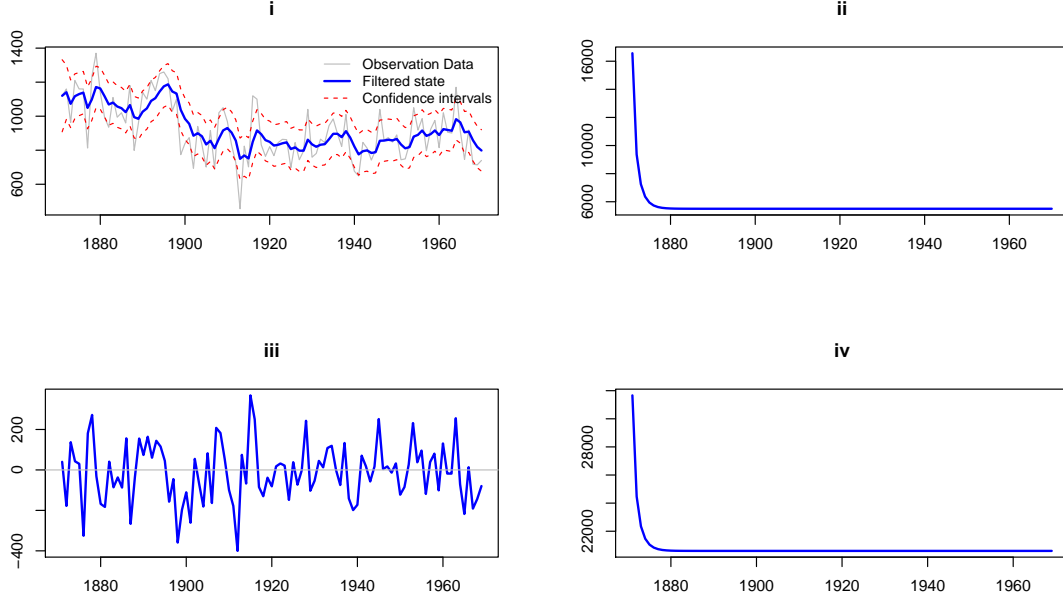 i
1400
1000
600
Observation Data
Filtered state
Confidence intervals
1880 1900 1920 1940 1960
ii
16000
10000
6000
1880 1900 1920 1940 1960
iii
200
0
−400
1880 1900 1920 1940 1960
iv
28000
22000
1880 1900 1920 1940 1960